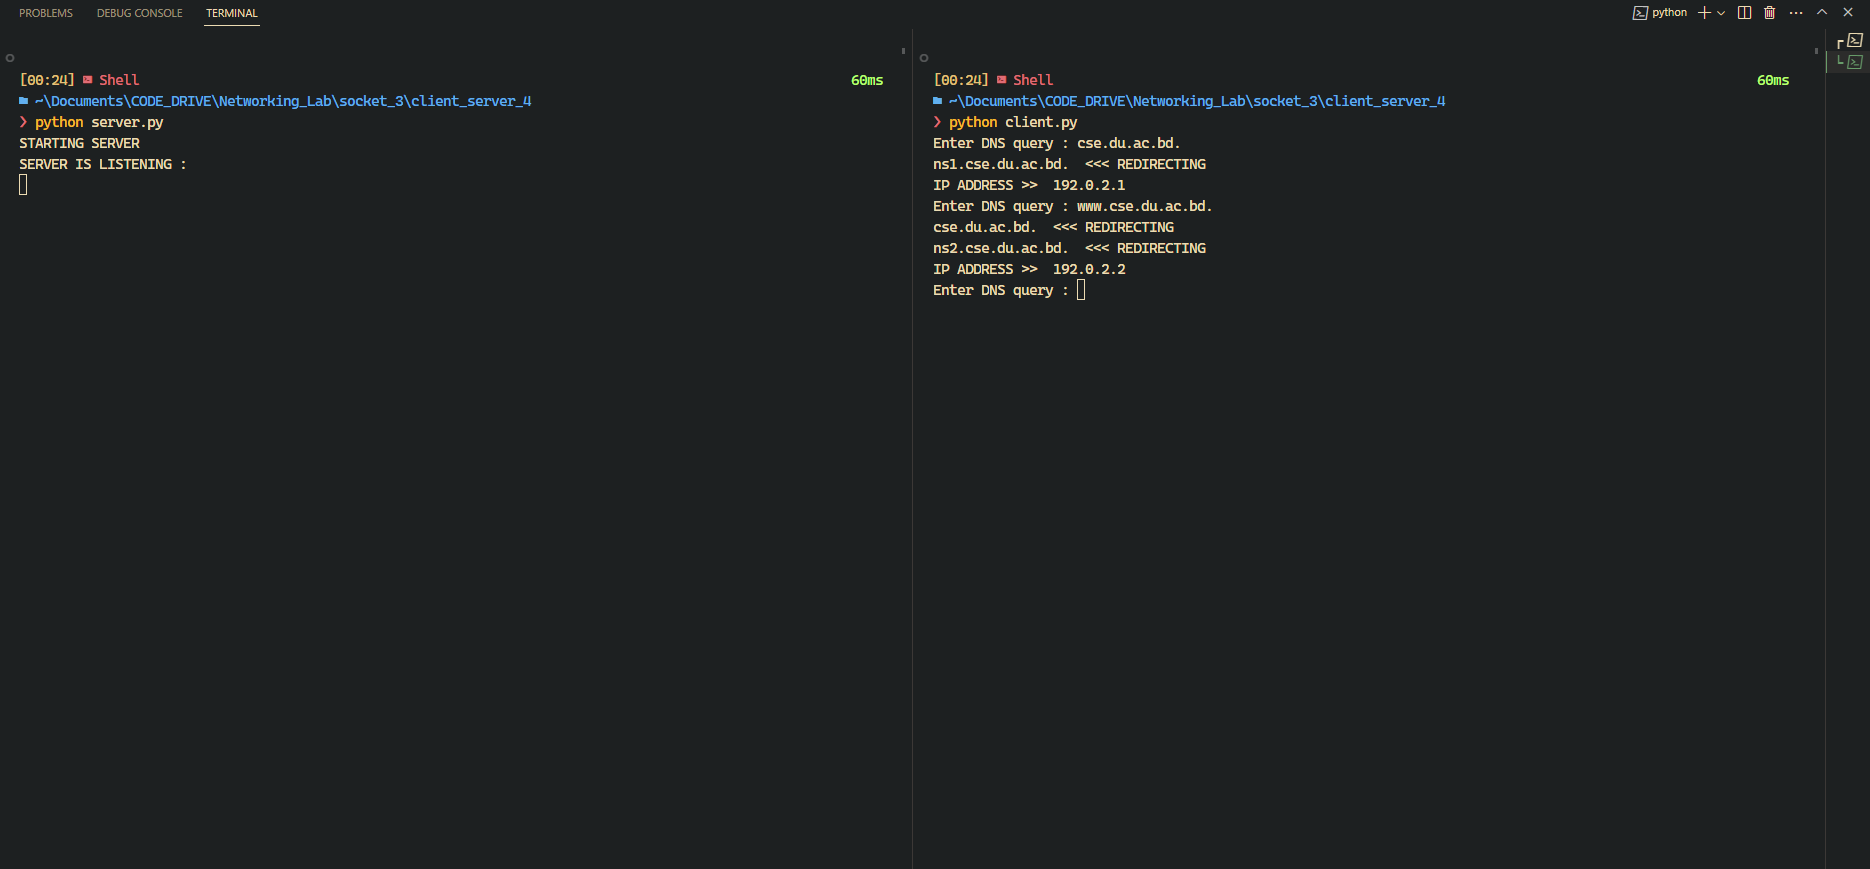 PROBLEMS DEBUG CONSOLE TERMINAL python
[00:24] Shell 60ms
~\Documents\CODE_DRIVE\Networking_Lab\socket_3\client_server_4
❯ python server.py
STARTING SERVER
SERVER IS LISTENING :
[00:24] Shell 60ms
~\Documents\CODE_DRIVE\Networking_Lab\socket_3\client_server_4
❯ python client.py
Enter DNS query : cse.du.ac.bd.
ns1.cse.du.ac.bd.  <<< REDIRECTING
IP ADDRESS >>  192.0.2.1
Enter DNS query : www.cse.du.ac.bd.
cse.du.ac.bd.  <<< REDIRECTING
ns2.cse.du.ac.bd.  <<< REDIRECTING
IP ADDRESS >>  192.0.2.2
Enter DNS query :